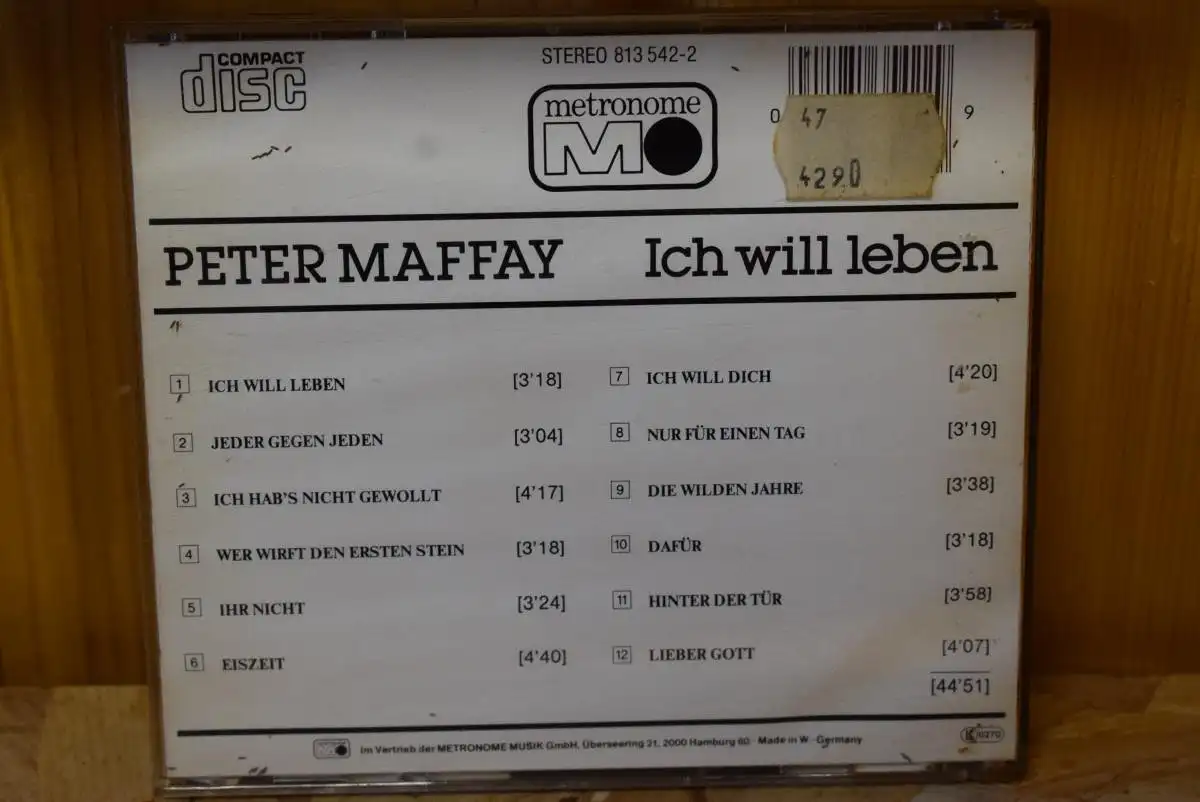 COMPACT
disc
STEREO 813 542-2
metronome
M
0 9
47
4290
PETER MAFFAY Ich will leben
1 ICH WILL LEBEN [3'18]
2 JEDER GEGEN JEDEN [3'04]
3 ICH HAB'S NICHT GEWOLLT [4'17]
4 WER WIRFT DEN ERSTEN STEIN [3'18]
5 IHR NICHT [3'24]
6 EISZEIT [4'40]
7 ICH WILL DICH [4'20]
8 NUR FÜR EINEN TAG [3'19]
9 DIE WILDEN JAHRE [3'38]
10 DAFÜR [3'18]
11 HINTER DER TÜR [3'58]
12 LIEBER GOTT [4'07]
[44'51]
Im Vertrieb der METRONOME MUSIK GmbH, Überseering 21, 2000 Hamburg 60 · Made in W.-Germany